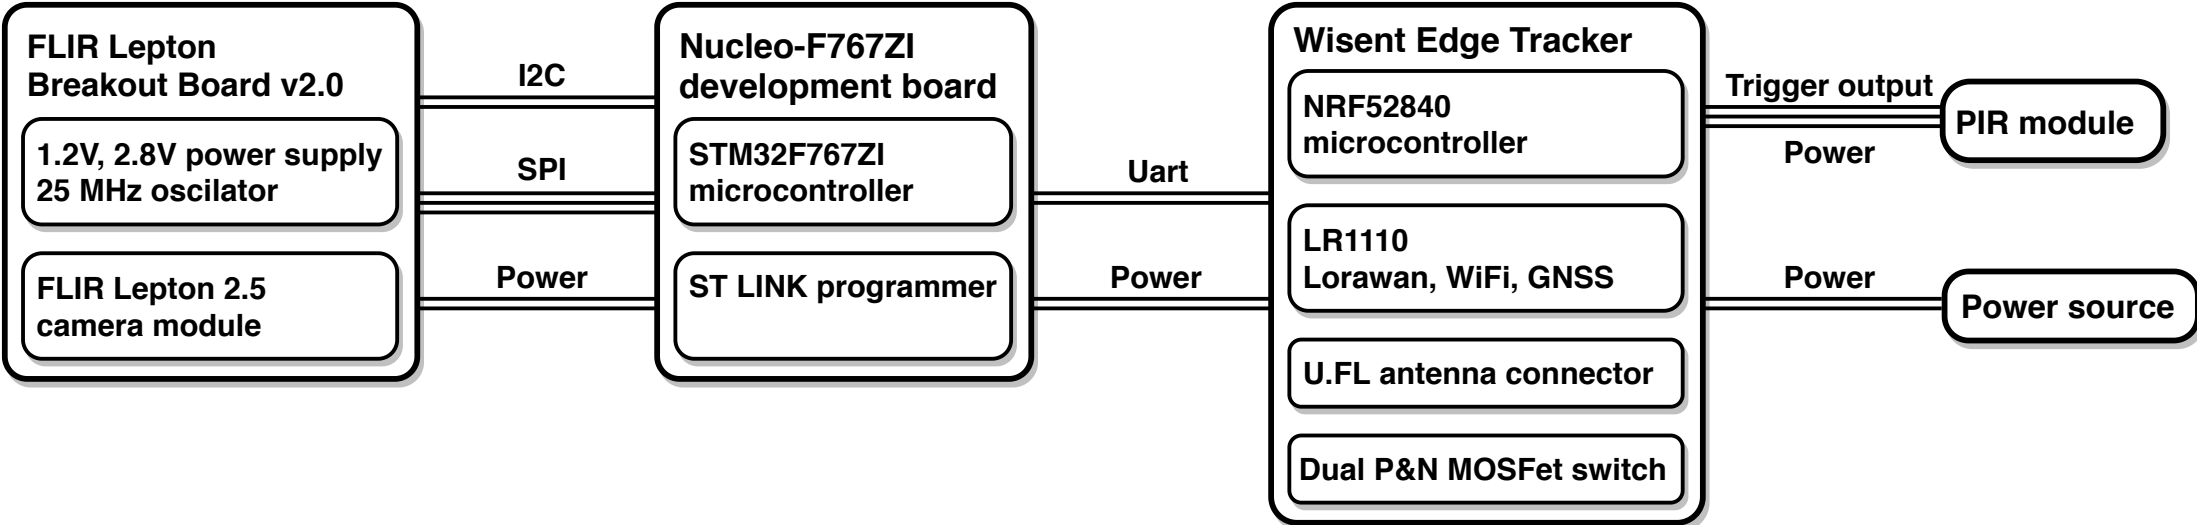 FLIR Lepton
Breakout Board v2.0
1.2V, 2.8V power supply
25 MHz oscilator
FLIR Lepton 2.5
camera module
I2C
SPI
Power
Nucleo-F767ZI
development board
STM32F767ZI
microcontroller
ST LINK programmer
Uart
Power
Wisent Edge Tracker
NRF52840
microcontroller
LR1110
Lorawan, WiFi, GNSS
U.FL antenna connector
Dual P&N MOSFet switch
Trigger output
Power
PIR module
Power
Power source